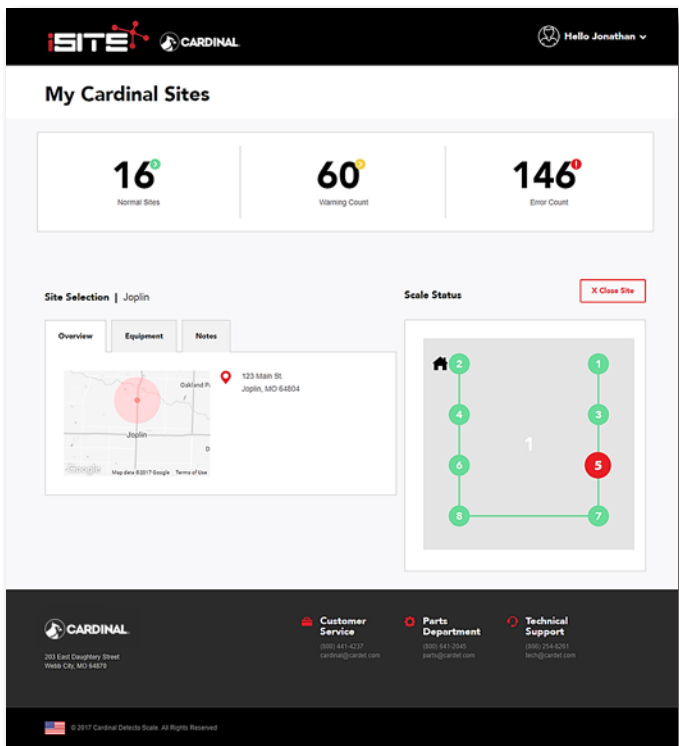 iSITE CARDINAL
Hello Jonathan
My Cardinal Sites
16
Normal Sites
60
Warning Count
146
Error Count
Site Selection | Joplin
Overview
Equipment
Notes
Oakland P
Joplin
D
Google
Map data ©2017 Google
Terms of Use
123 Main St.
Joplin, MO 64804
Scale Status
X Close Site
2
1
4
3
1
6
5
8
7
CARDINAL
203 East Daughtery Street
Webb City, MO 64870
Customer
Service
(800) 441-4237
cardinal@cardet.com
Parts
Department
(800) 641-2045
parts@cardet.com
Technical
Support
(866) 254-8261
tech@cardet.com
© 2017 Cardinal Detecto Scale. All Rights Reserved